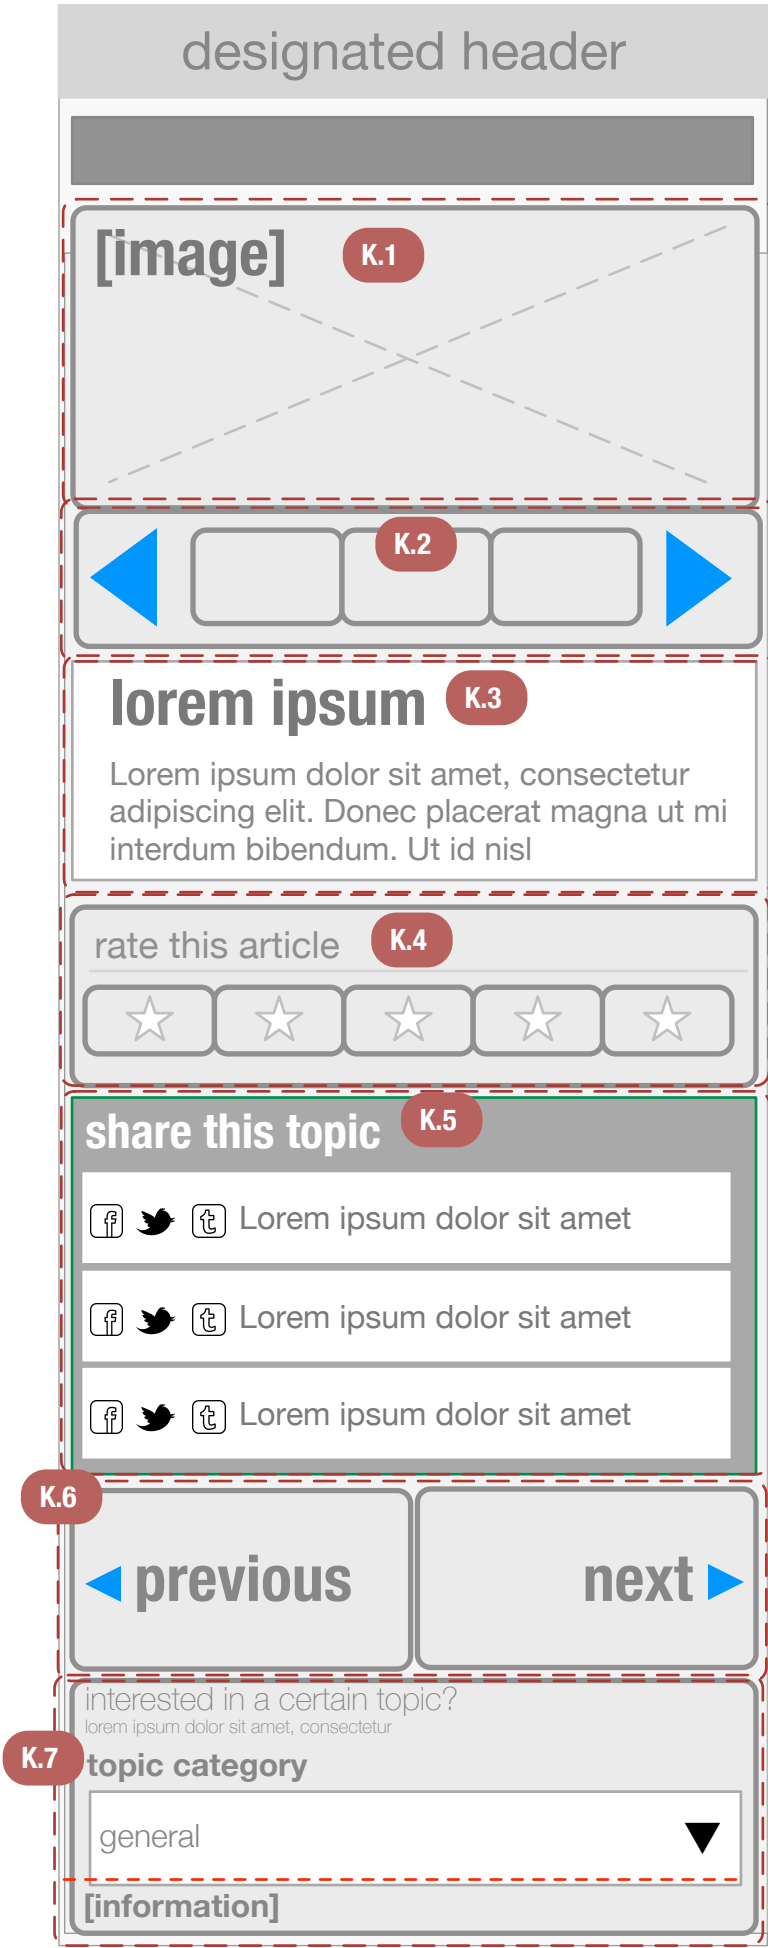 designated header
[image]
K.1
K.2
lorem ipsum
K.3
Lorem ipsum dolor sit amet, consectetur
adipiscing elit. Donec placerat magna ut mi
interdum bibendum. Ut id nisl
rate this article
K.4
share this topic
K.5
f t Lorem ipsum dolor sit amet
f t Lorem ipsum dolor sit amet
f t Lorem ipsum dolor sit amet
K.6
previous
next
interested in a certain topic?
lorem ipsum dolor sit amet, consectetur
K.7
topic category
general
[information]